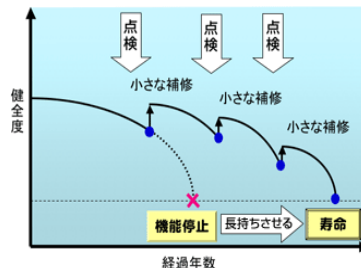 点検
点検
点検
小さな補修
小さな補修
小さな補修
健全度
機能停止
長持ちさせる
寿命
経過年数